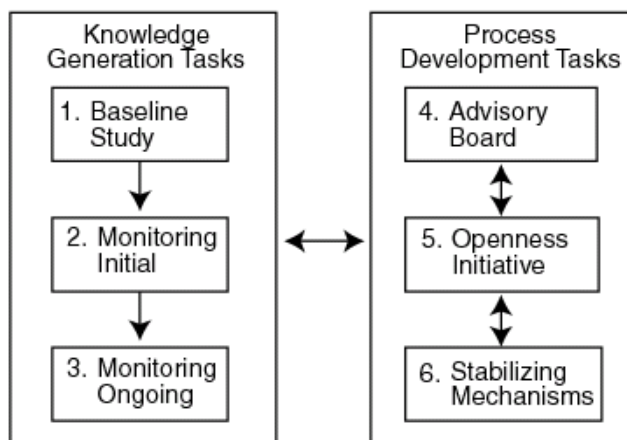 Knowledge
Generation Tasks
1. Baseline
Study
2. Monitoring
Initial
3. Monitoring
Ongoing
Process
Development Tasks
4. Advisory
Board
5. Openness
Initiative
6. Stabilizing
Mechanisms